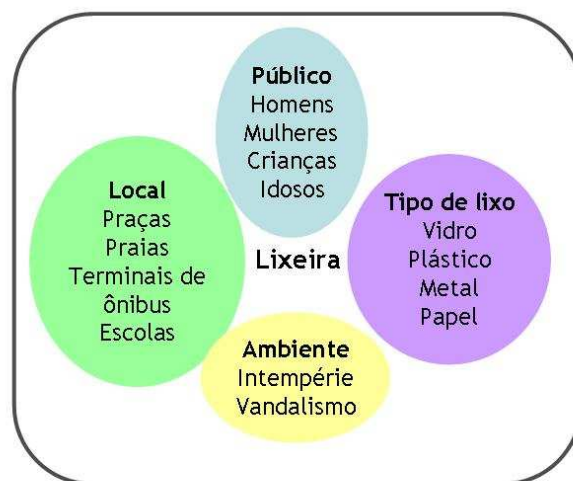 Público
Homens
Mulheres
Crianças
Idosos
Local
Praças
Praias
Terminais de
ônibus
Escolas
Lixeira
Tipo de lixo
Vidro
Plástico
Metal
Papel
Ambiente
Intempérie
Vandalismo